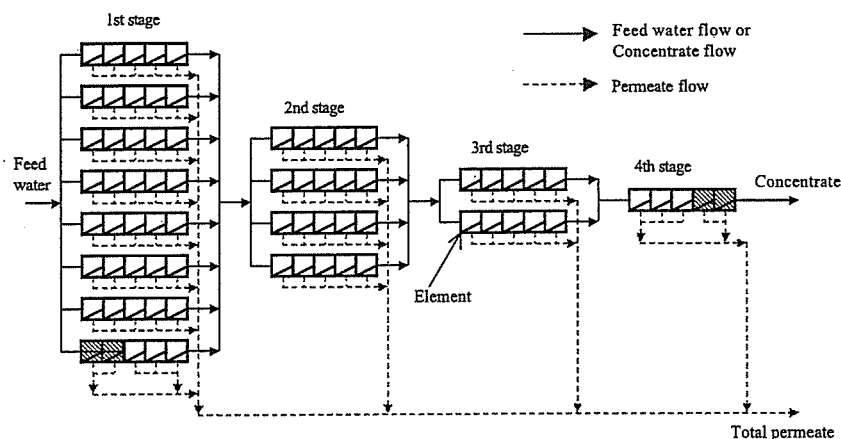 1st stage
Feed water flow or
Concentrate flow
Permeate flow
2nd stage
3rd stage
4th stage
Feed
water
Concentrate
Element
Total permeate